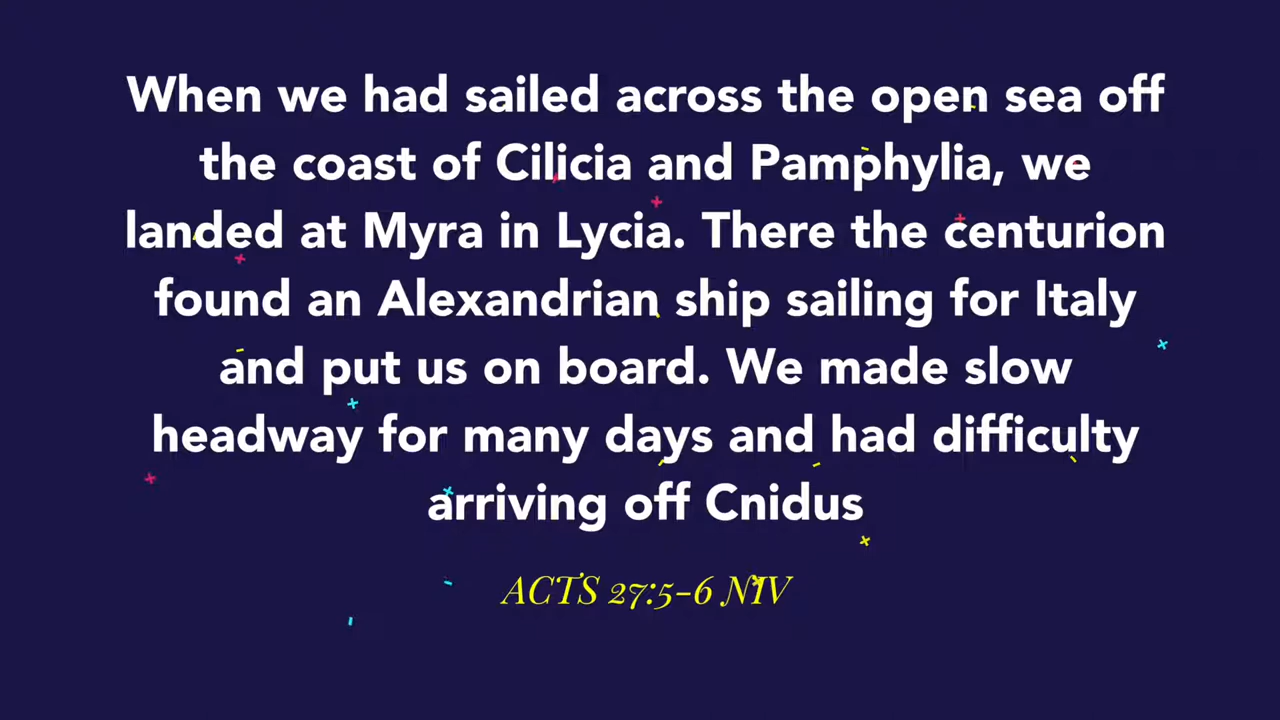 When we had sailed across the open sea off
the coast of Cilicia and Pamphylia, we
landed at Myra in Lycia. There the centurion
found an Alexandrian ship sailing for Italy
and put us on board. We made slow
headway for many days and had difficulty
arriving off Cnidus
ACTS 27:5-6 NIV